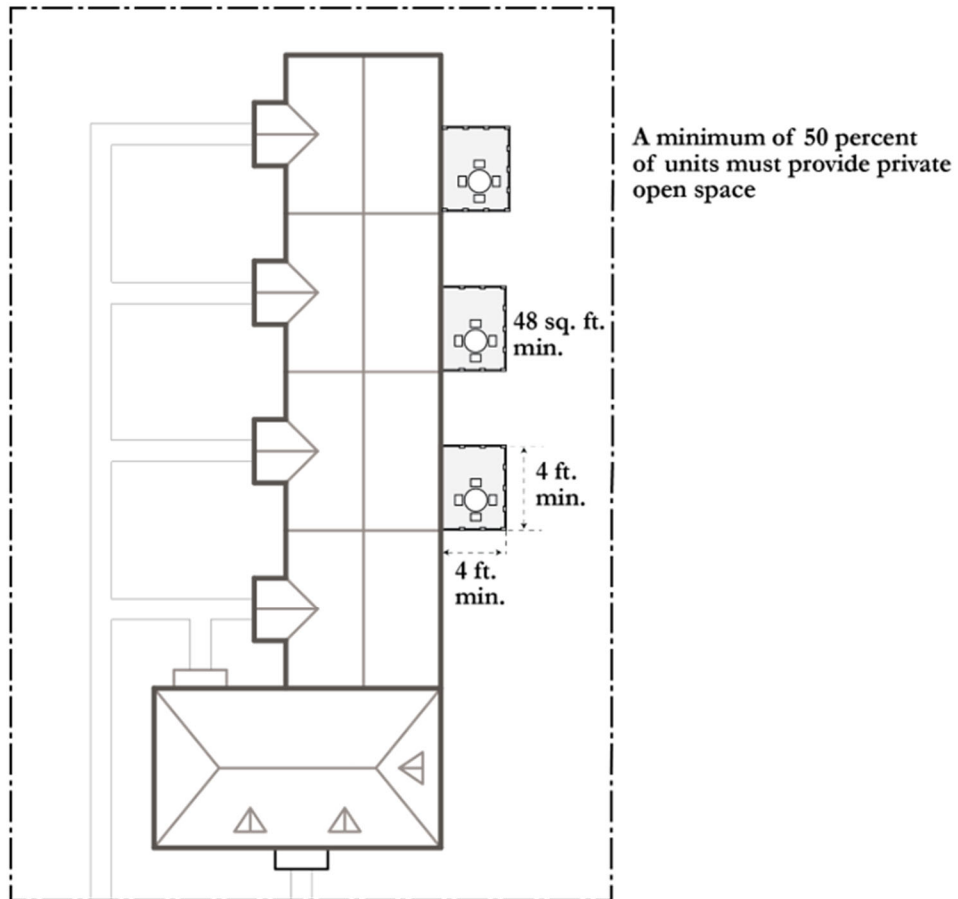 A minimum of 50 percent
of units must provide private
open space
48 sq. ft.
min.
4 ft.
min.
4 ft.
min.